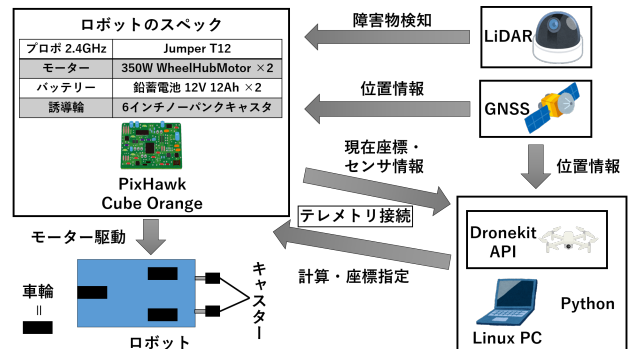 ロボットのスペック
プロポ 2.4GHz Jumper T12
モーター 350W WheelHubMotor ×2
バッテリー 鉛蓄電池 12V 12Ah ×2
誘導輪 6インチノーパンクキャスタ
PixHawk
Cube Orange
障害物検知
LiDAR
位置情報
GNSS
現在座標・
センサ情報
位置情報
テレメトリ接続
計算・座標指定
Dronekit
API
Python
Linux PC
モーター駆動
車輪
=
キャスター
ロボット